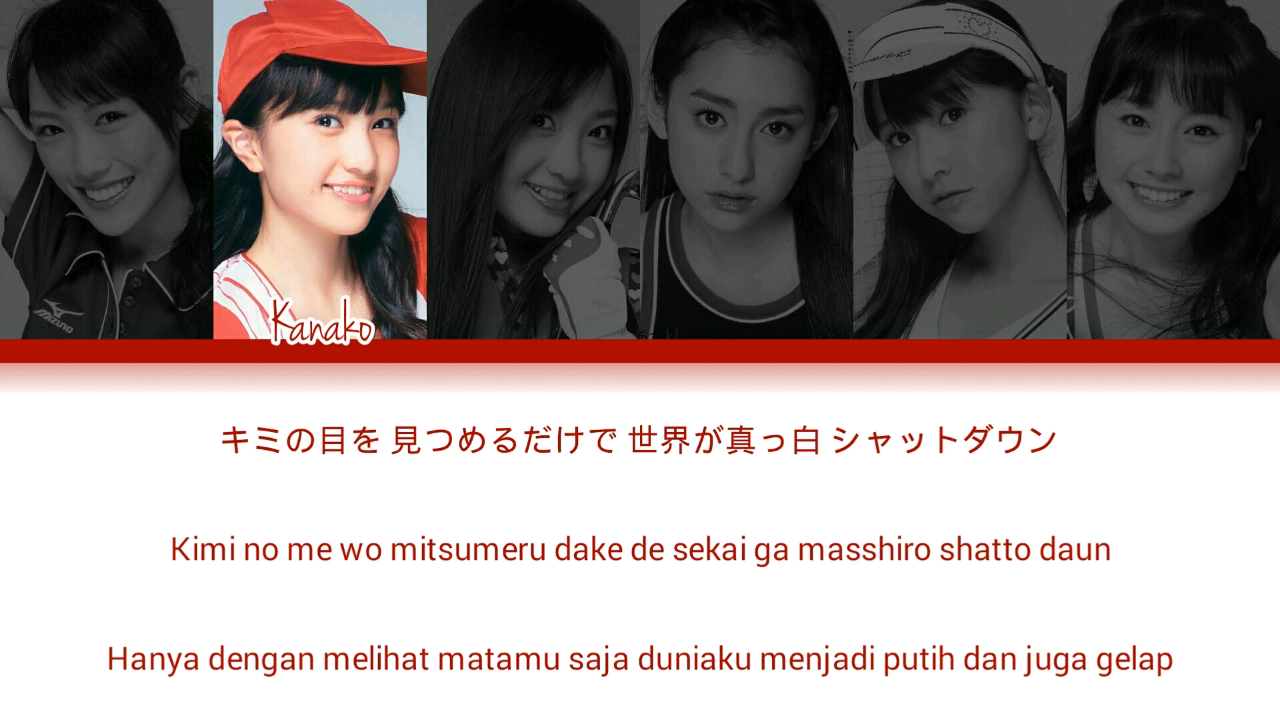 Mizuno
Kanako
キミの目を 見つめるだけで 世界が真っ白 シャットダウン
Kimi no me wo mitsumeru dake de sekai ga masshiro shatto daun
Hanya dengan melihat matamu saja duniaku menjadi putih dan juga gelap